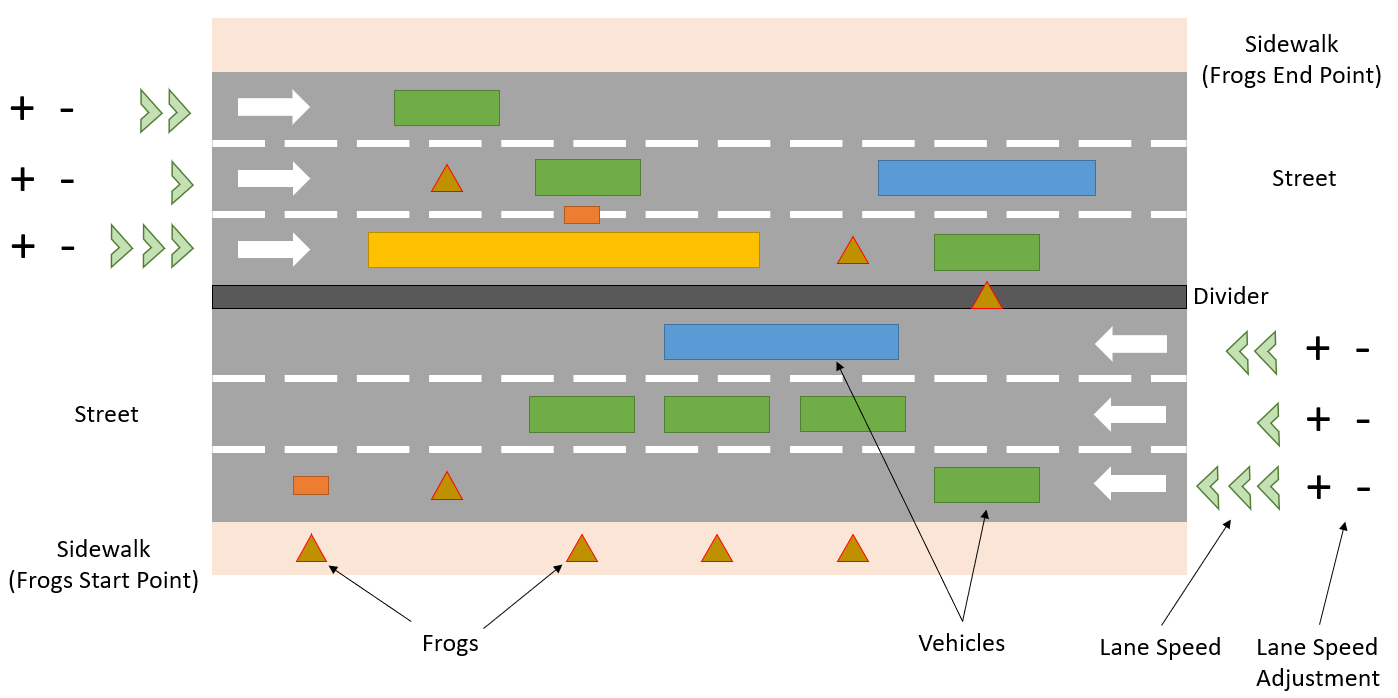 Sidewalk
(Frogs End Point)
+ -
+ -
Street
+ -
Divider
+ -
Street
+ -
+ -
Sidewalk
(Frogs Start Point)
Frogs
Vehicles
Lane Speed
Lane Speed
Adjustment